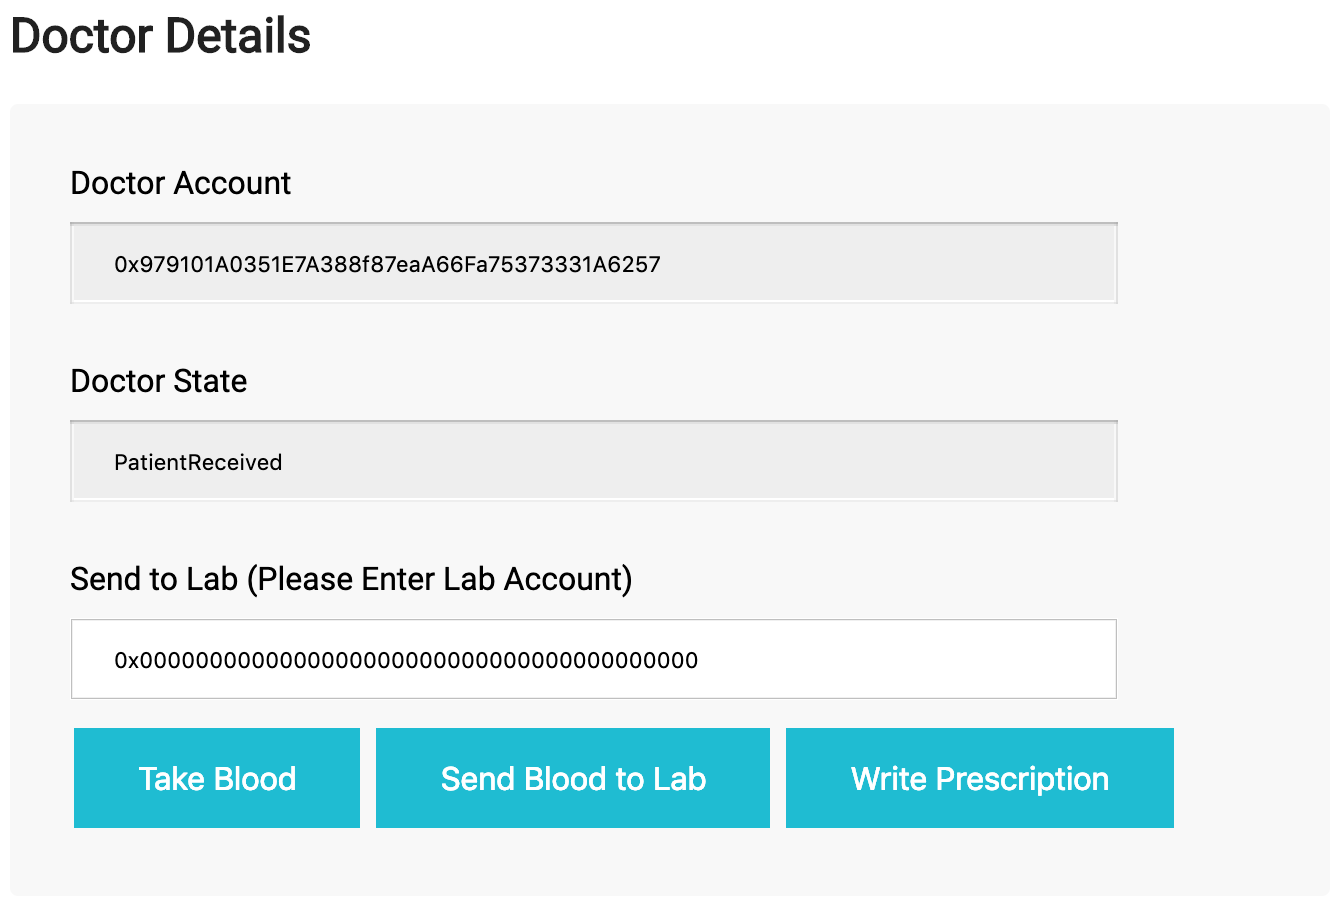 Doctor Details
Doctor Account
0x979101A0351E7A388f87eaA66Fa75373331A6257
Doctor State
PatientReceived
Send to Lab (Please Enter Lab Account)
0x0000000000000000000000000000000000000000
Take Blood
Send Blood to Lab
Write Prescription